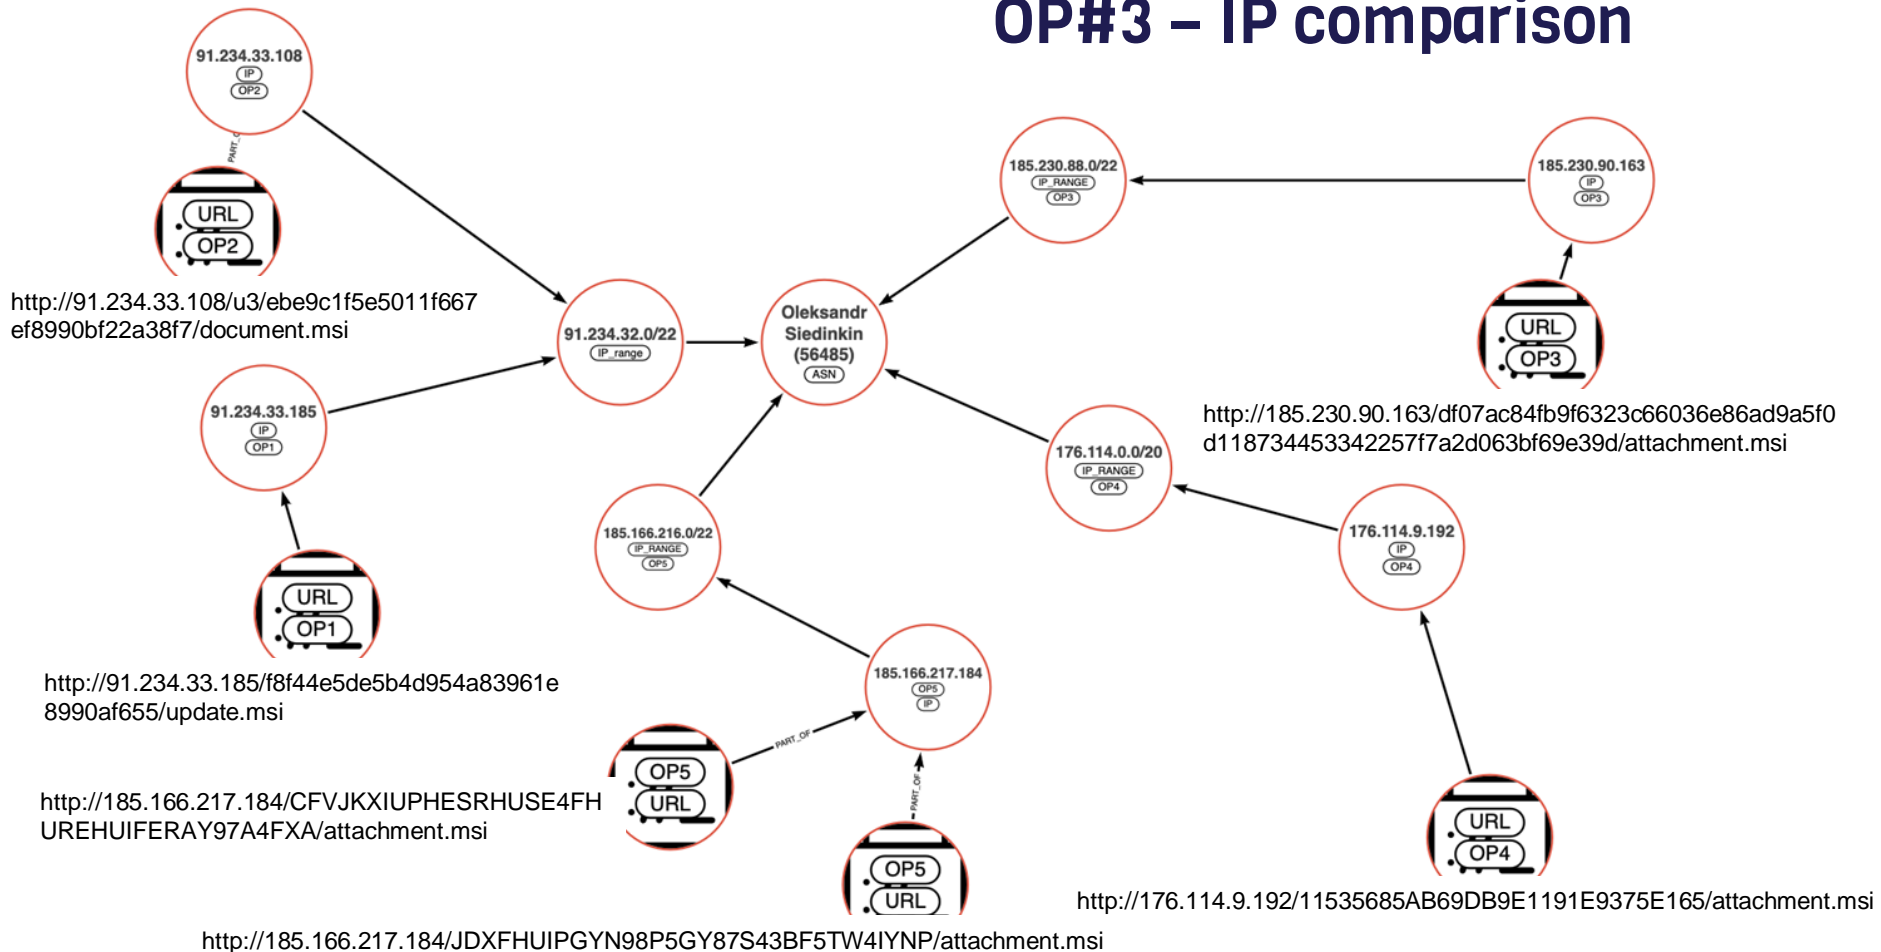 OP#3 – IP comparison
91.234.33.108
IP
OP2
PART_O
URL
OP2
http://91.234.33.108/u3/ebe9c1f5e5011f667
ef8990bf22a38f7/document.msi
91.234.33.185
IP
OP1
URL
OP1
http://91.234.33.185/f8f44e5de5b4d954a83961e
8990af655/update.msi
91.234.32.0/22
IP_range
Oleksandr
Siedinkin
(56485)
ASN
185.230.88.0/22
IP_RANGE
OP3
185.230.90.163
IP
OP3
URL
OP3
http://185.230.90.163/df07ac84fb9f6323c66036e86ad9a5f0
d118734453342257f7a2d063bf69e39d/attachment.msi
176.114.0.0/20
IP_RANGE
OP4
176.114.9.192
IP
OP4
URL
OP4
http://176.114.9.192/11535685AB69DB9E1191E9375E165/attachment.msi
185.166.216.0/22
IP_RANGE
OP5
185.166.217.184
OP5
IP
PART_OF
OP5
URL
http://185.166.217.184/CFVJKXIUPHESRHUSE4FH
UREHUIFERAY97A4FXA/attachment.msi
PART_OF
OP5
URL
http://185.166.217.184/JDXFHUIPGYN98P5GY87S43BF5TW4IYNP/attachment.msi